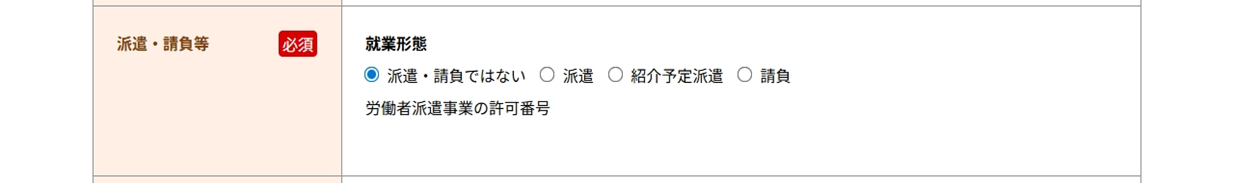 派遣・請負等 必須
就業形態
派遣・請負ではない 派遣 紹介予定派遣 請負
労働者派遣事業の許可番号